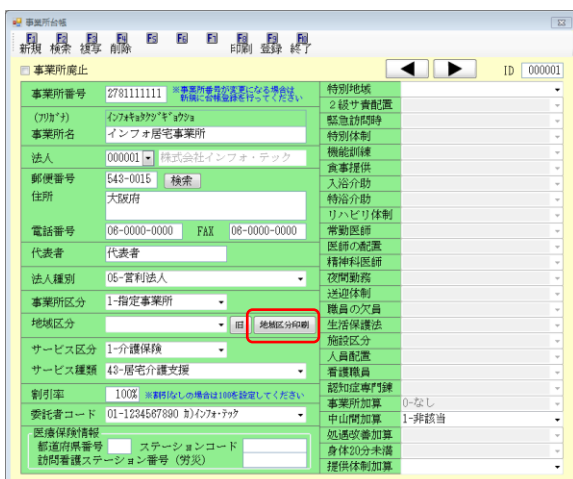 事業所台帳
F1 F2 F3 F4 F5 F6 F7 F9 F11 F12
新規 検索 複写 削除 印刷 登録 終了
事業所廃止
ID 000001
事業所番号 2781111111 ※事業所番号が変更になる場合は
新規に台帳登録を行ってください
(フリガナ) インフォキョタクジギョウショ
事業所名 インフォ居宅事業所
法人 000001 株式会社インフォ・テック
郵便番号 543-0015 検索
住所 大阪府
電話番号 06-0000-0000 FAX 06-0000-0000
代表者 代表者
法人種別 05-営利法人
事業所区分 1-指定事業所
地域区分 旧 地域区分印刷
サービス区分 1-介護保険
サービス種類 43-居宅介護支援
割引率 100% ※割引なしの場合は100を設定してください
委託者コード 01-1234567890 カ)インフォ・テック
医療保険情報
都道府県番号 ステーションコード
訪問看護ステーション番号（労災）
特別地域
2級サ責配置
緊急訪問時
特別体制
機能訓練
食事提供
入浴介助
特浴介助
リハビリ体制
常勤医師
医師の配置
精神科医師
夜間勤務
送迎体制
職員の欠員
生活保護法
施設区分
人員配置
看護職員
認知症専門棟
事業所加算 0-なし
中山間加算 1-非該当
処遇改善加算
身体20分未満
提供体制加算